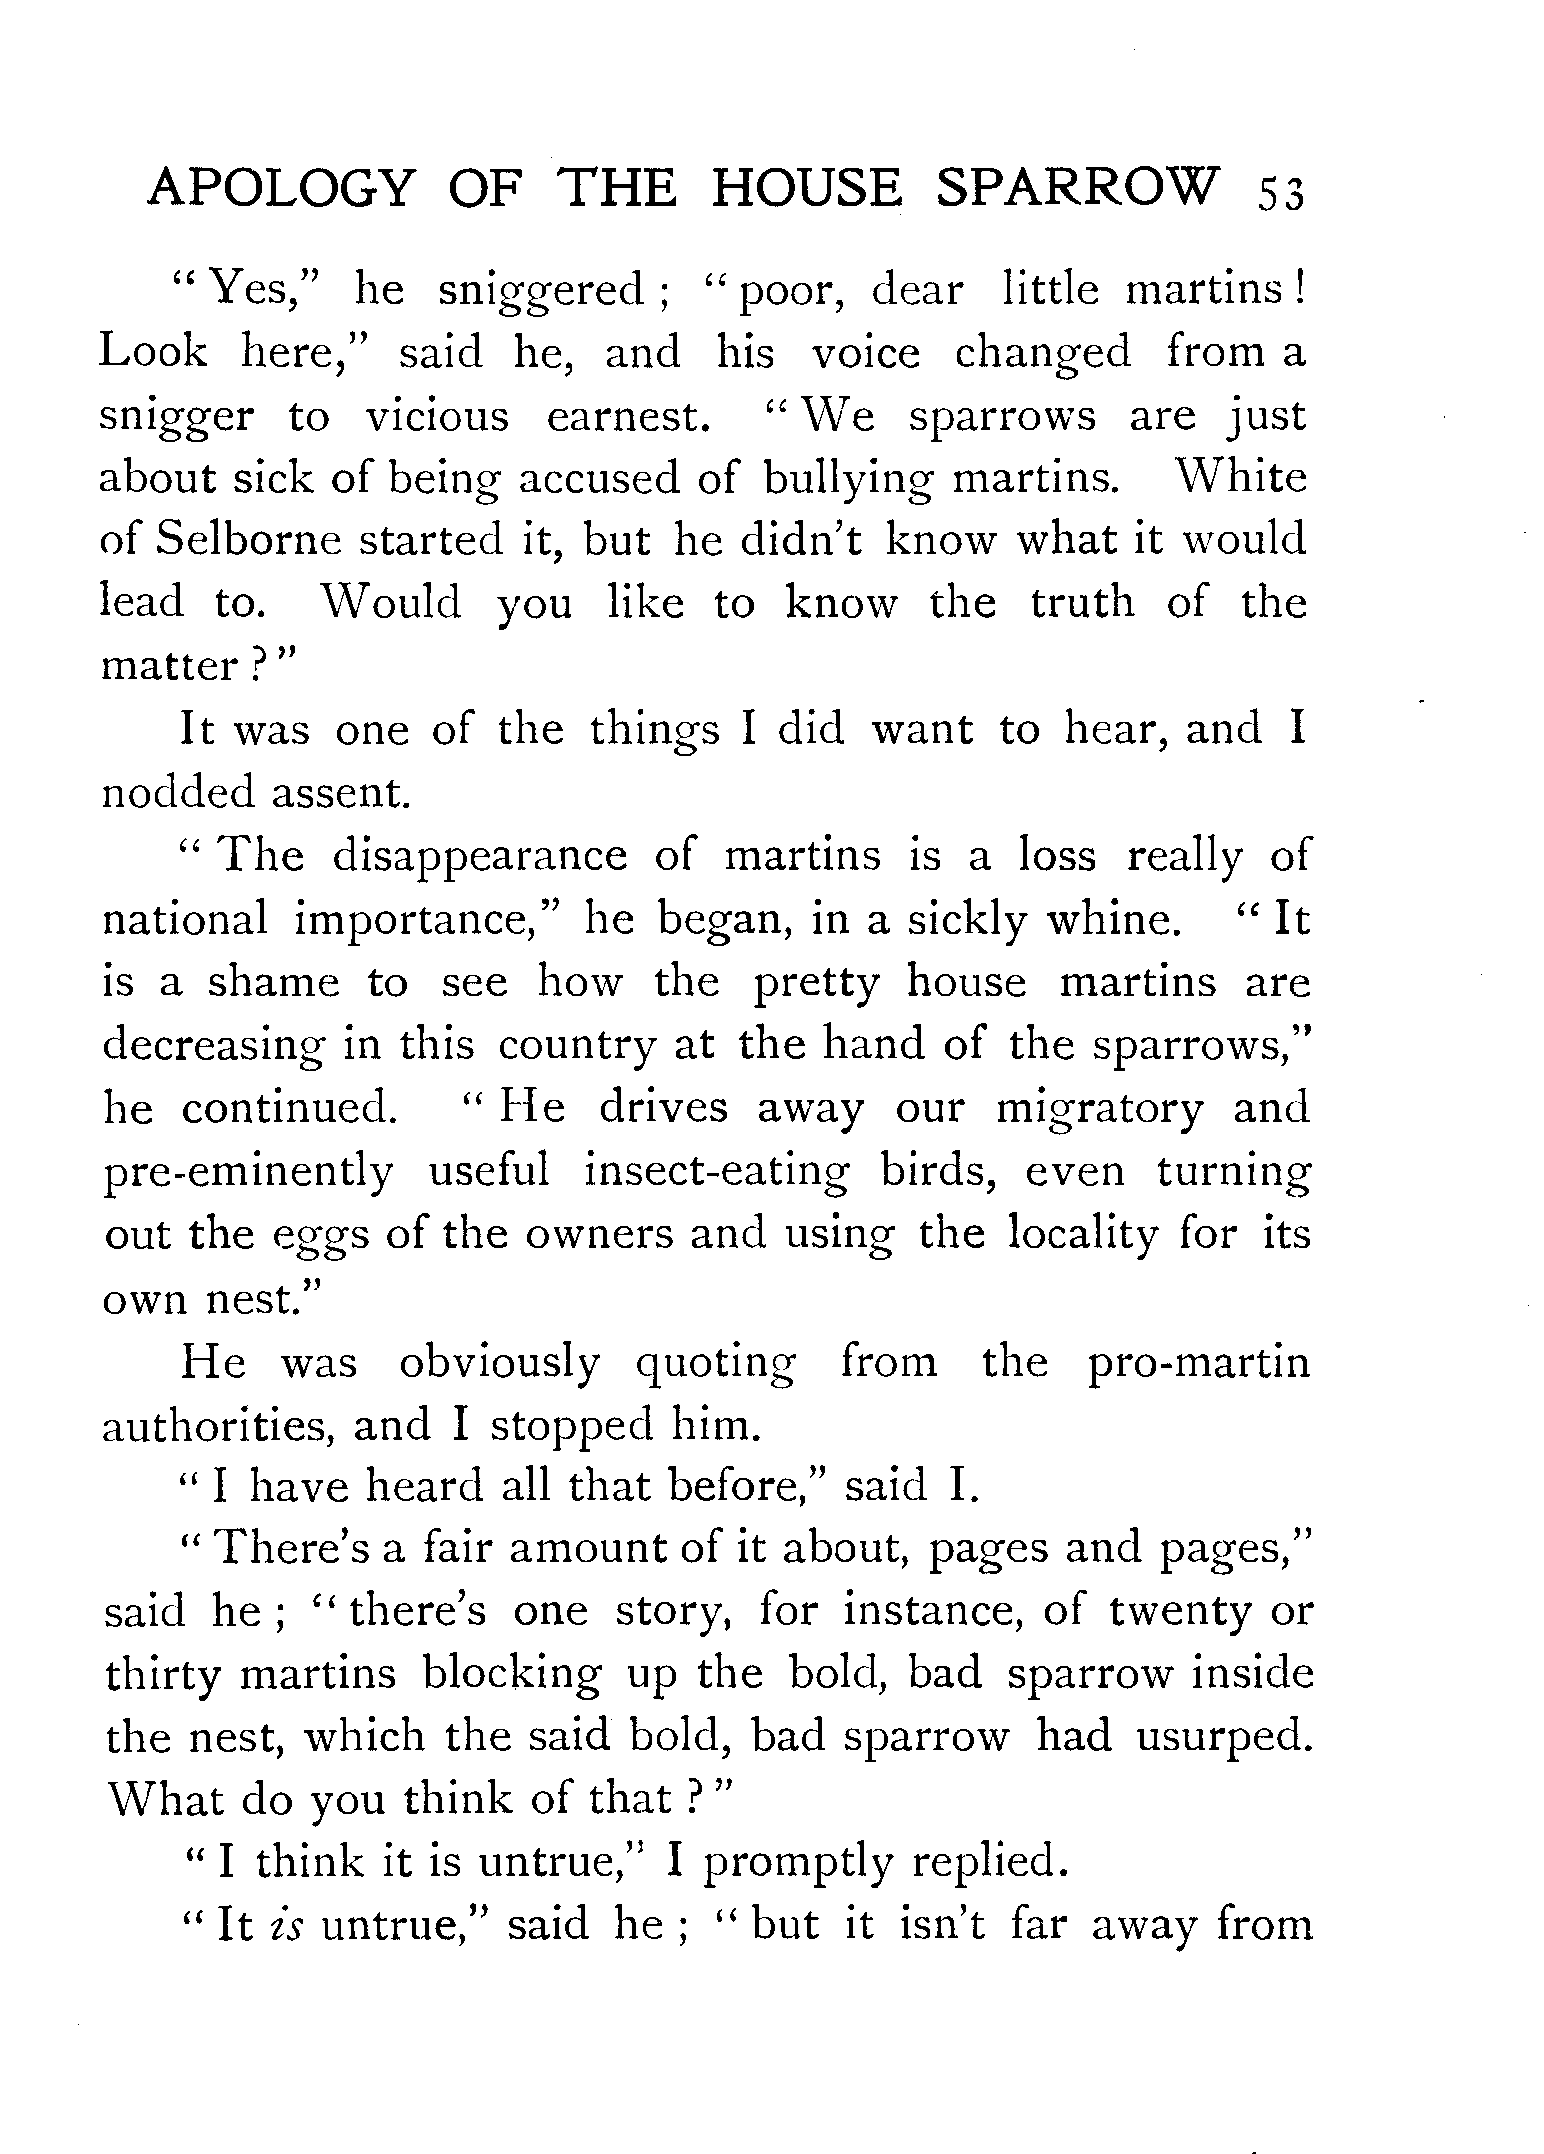 APOLOGY OF THE HOUSE SPARROW 53
“ Yes,” he sniggered ; “ poor, dear little martins !
Look here,” said he, and his voice changed from a
snigger to vicious earnest. “ We sparrows are just
about sick of being accused of bullying martins. White
of Selborne started it, but he didn’t know what it would
lead to. Would you like to know the truth of the
matter ? ”
It was one of the things I did want to hear, and I
nodded assent.
“ The disappearance of martins is a loss really of
national importance,” he began, in a sickly whine. “ It
is a shame to see how the pretty house martins are
decreasing in this country at the hand of the sparrows,”
he continued. “ He drives away our migratory and
pre-eminently useful insect-eating birds, even turning
out the eggs of the owners and using the locality for its
own nest.”
He was obviously quoting from the pro-martin
authorities, and I stopped him.
“ I have heard all that before,” said I.
“ There’s a fair amount of it about, pages and pages,”
said he ; “ there’s one story, for instance, of twenty or
thirty martins blocking up the bold, bad sparrow inside
the nest, which the said bold, bad sparrow had usurped.
What do you think of that ? ”
“ I think it is untrue,” I promptly replied.
“ It is untrue,” said he ; “ but it isn’t far away from